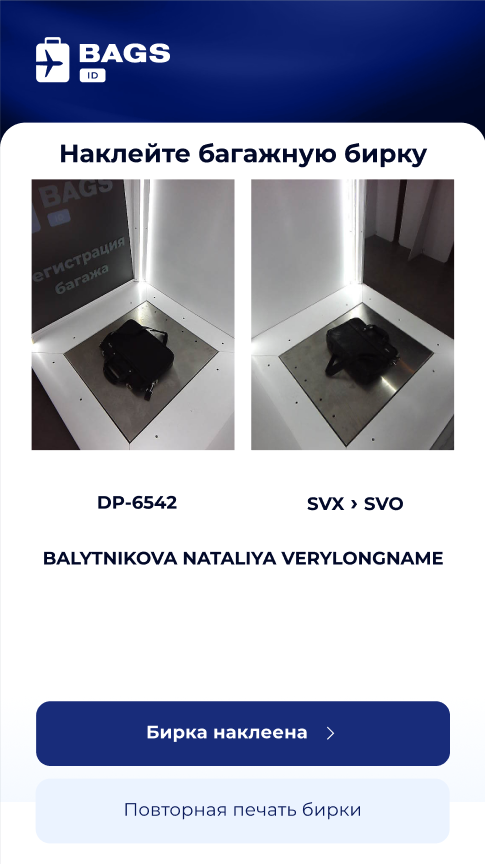 BAGS
ID
Наклейте багажную бирку
BAGS
регистрация
багажа
DP-6542
SVX › SVO
BALYTNIKOVA NATALIYA VERYLONGNAME
Бирка наклеена
Повторная печать бирки